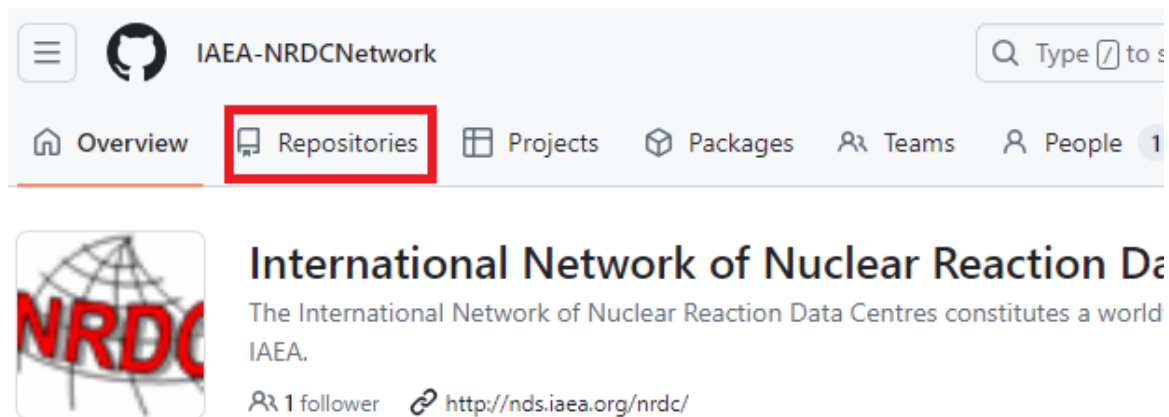 IAEA-NRDCNetwork
Type / to s
Overview Repositories Projects Packages Teams People 1
International Network of Nuclear Reaction Da
The International Network of Nuclear Reaction Data Centres constitutes a world
IAEA.
1 follower http://nds.iaea.org/nrdc/
NRDC